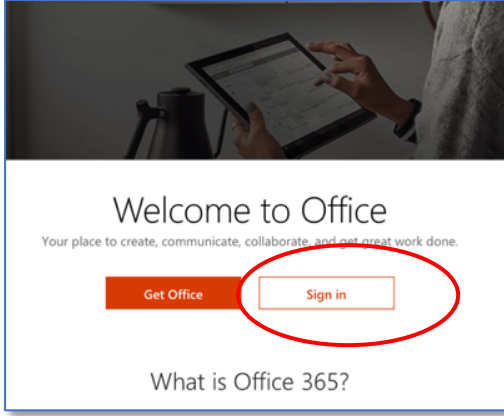 Welcome to Office
Your place to create, communicate, collaborate, and get great work done.
Get Office
Sign in
What is Office 365?